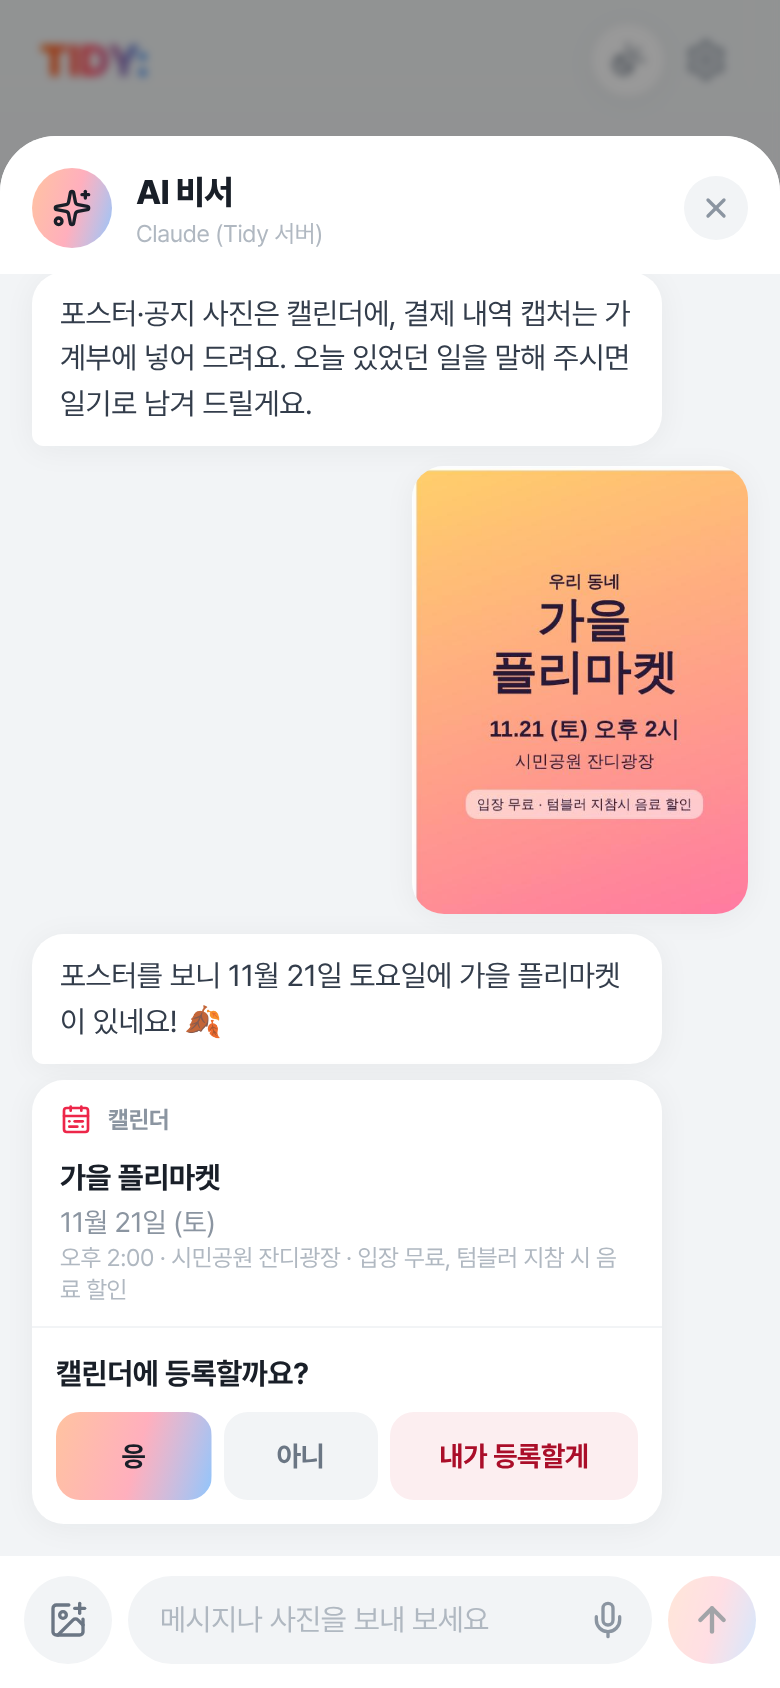 TIDY:
AI 비서
Claude (Tidy 서버)
포스터·공지 사진은 캘린더에, 결제 내역 캡처는 가
계부에 넣어 드려요. 오늘 있었던 일을 말해 주시면
일기로 남겨 드릴게요.
우리 동네
가을
플리마켓
11.21 (토) 오후 2시
시민공원 잔디광장
입장 무료 · 텀블러 지참시 음료 할인
포스터를 보니 11월 21일 토요일에 가을 플리마켓
이 있네요! 🍂
캘린더
가을 플리마켓
11월 21일 (토)
오후 2:00 · 시민공원 잔디광장 · 입장 무료, 텀블러 지참 시 음
료 할인
캘린더에 등록할까요?
응 아니 내가 등록할게
메시지나 사진을 보내 보세요